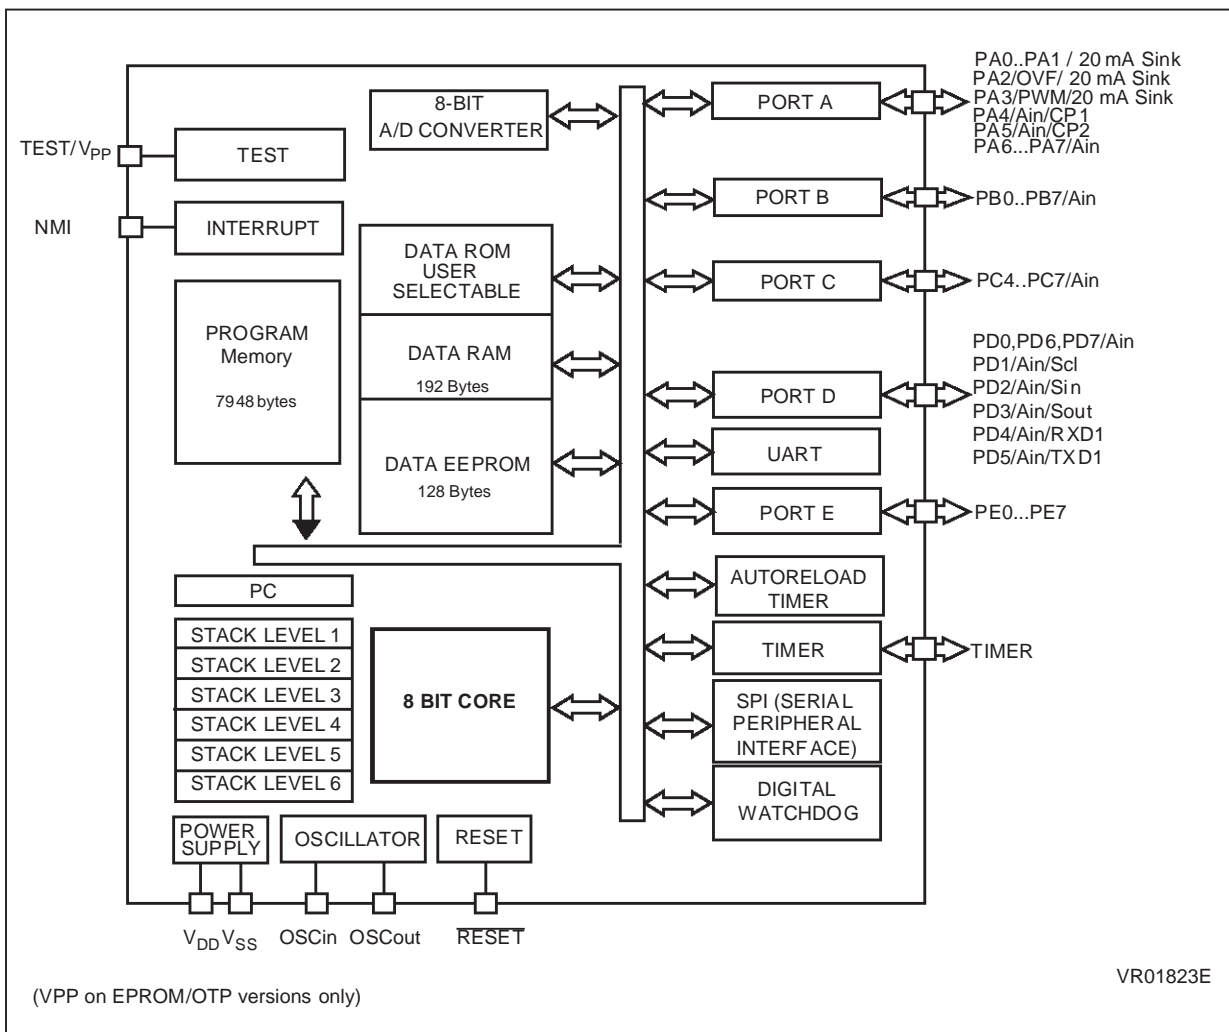 PA0..PA1 / 20 mA Sink
PA2/OVF/ 20 mA Sink
PA3/PWM/20 mA Sink
PA4/Ain/CP1
PA5/Ain/CP2
PA6...PA7/Ain
8-BIT
A/D CONVERTER
PORT A
TEST/VPP
TEST
PORT B
PB0..PB7/Ain
NMI
INTERRUPT
DATA ROM
USER
SELECTABLE
PORT C
PC4..PC7/Ain
PROGRAM
Memory
7948 bytes
DATA RAM
192 Bytes
PD0,PD6,PD7/Ain
PD1/Ain/Scl
PD2/Ain/Sin
PD3/Ain/Sout
PD4/Ain/RXD1
PD5/Ain/TXD1
PORT D
UART
DATA EEPROM
128 Bytes
PORT E
PE0...PE7
PC
AUTORELOAD
TIMER
STACK LEVEL 1
STACK LEVEL 2
STACK LEVEL 3
STACK LEVEL 4
STACK LEVEL 5
STACK LEVEL 6
8 BIT CORE
TIMER
TIMER
SPI (SERIAL
PERIPHERAL
INTERFACE)
DIGITAL
WATCHDOG
POWER
SUPPLY
OSCILLATOR
RESET
VDD VSS
OSCin OSCout
RESET
VR01823E
(VPP on EPROM/OTP versions only)